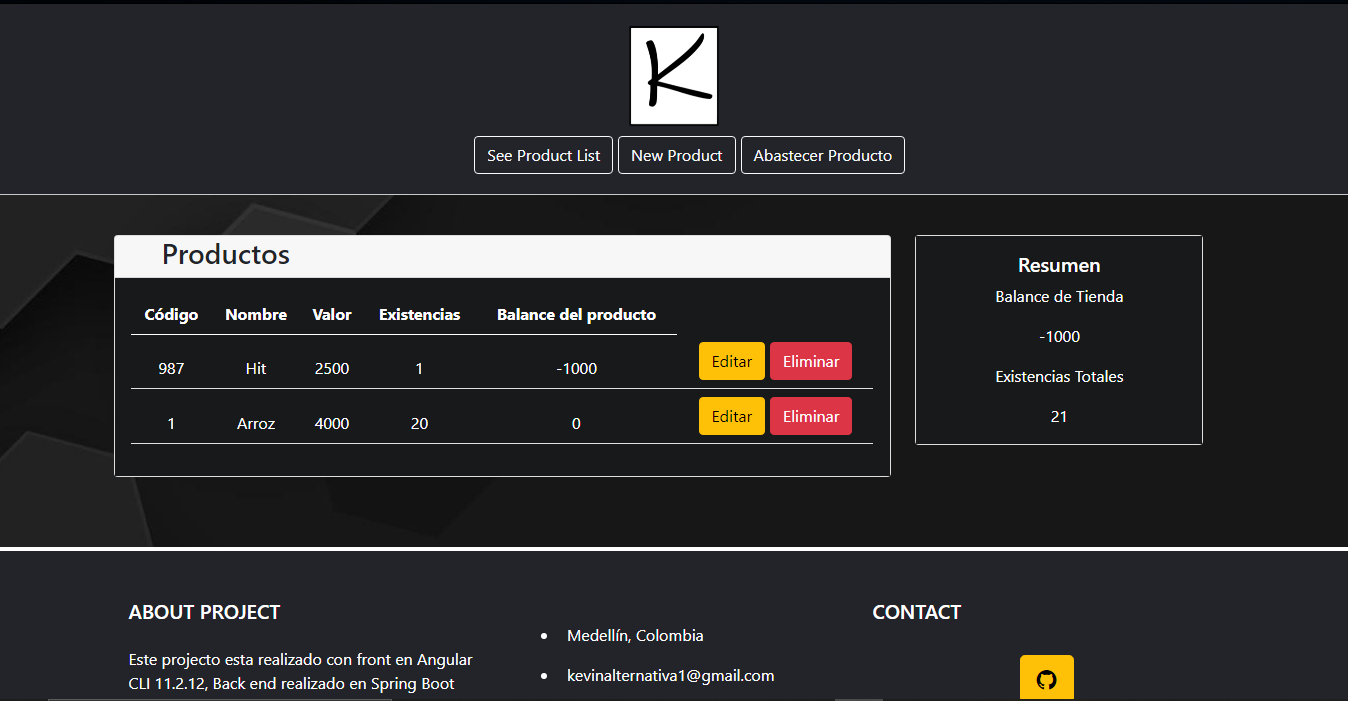 K
See Product List New Product Abastecer Producto
Productos
Código Nombre Valor Existencias Balance del producto
987 Hit 2500 1 -1000 Editar Eliminar
1 Arroz 4000 20 0 Editar Eliminar
Resumen
Balance de Tienda
-1000
Existencias Totales
21
ABOUT PROJECT
Este projecto esta realizado con front en Angular
CLI 11.2.12, Back end realizado en Spring Boot
• Medellín, Colombia
• kevinalternativa1@gmail.com
CONTACT